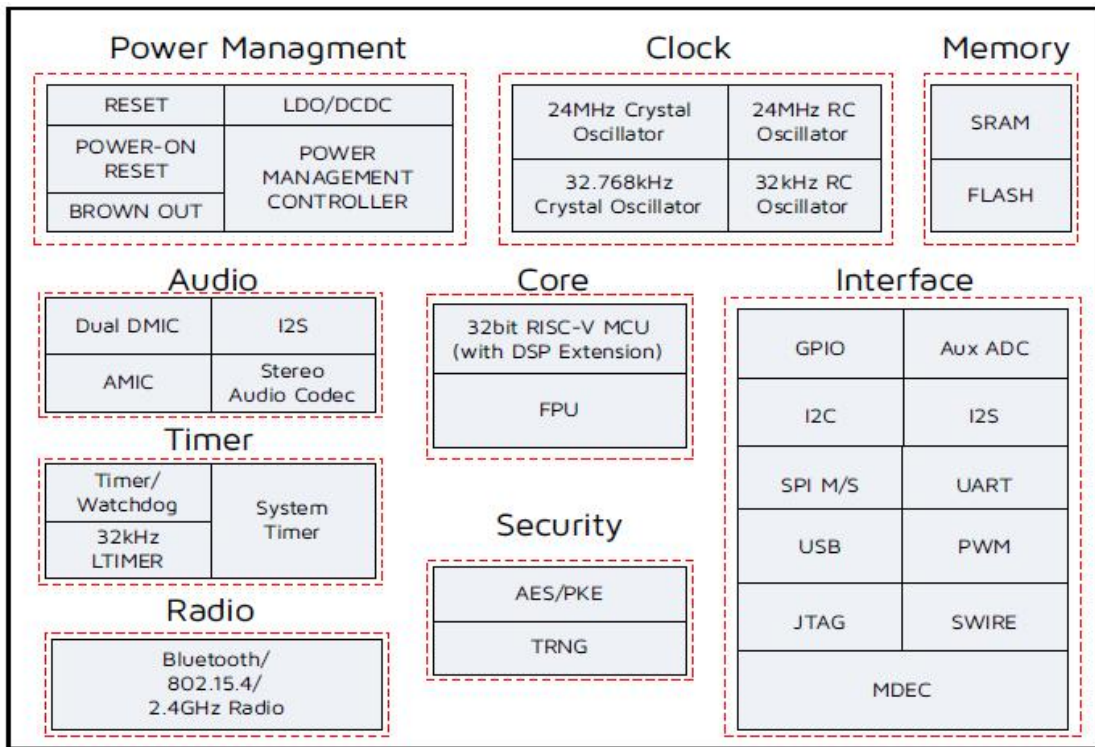 Power Managment
RESET
LDO/DCDC
POWER-ON
RESET
POWER
MANAGEMENT
CONTROLLER
BROWN OUT
Clock
24MHz Crystal
Oscillator
24MHz RC
Oscillator
32.768kHz
Crystal Oscillator
32kHz RC
Oscillator
Memory
SRAM
FLASH
Audio
Dual DMIC
I2S
AMIC
Stereo
Audio Codec
Core
32bit RISC-V MCU
(with DSP Extension)
FPU
Interface
GPIO
Aux ADC
I2C
I2S
SPI M/S
UART
USB
PWM
JTAG
SWIRE
MDEC
Timer
Timer/
Watchdog
System
Timer
32kHz
LTIMER
Security
AES/PKE
TRNG
Radio
Bluetooth/
802.15.4/
2.4GHz Radio